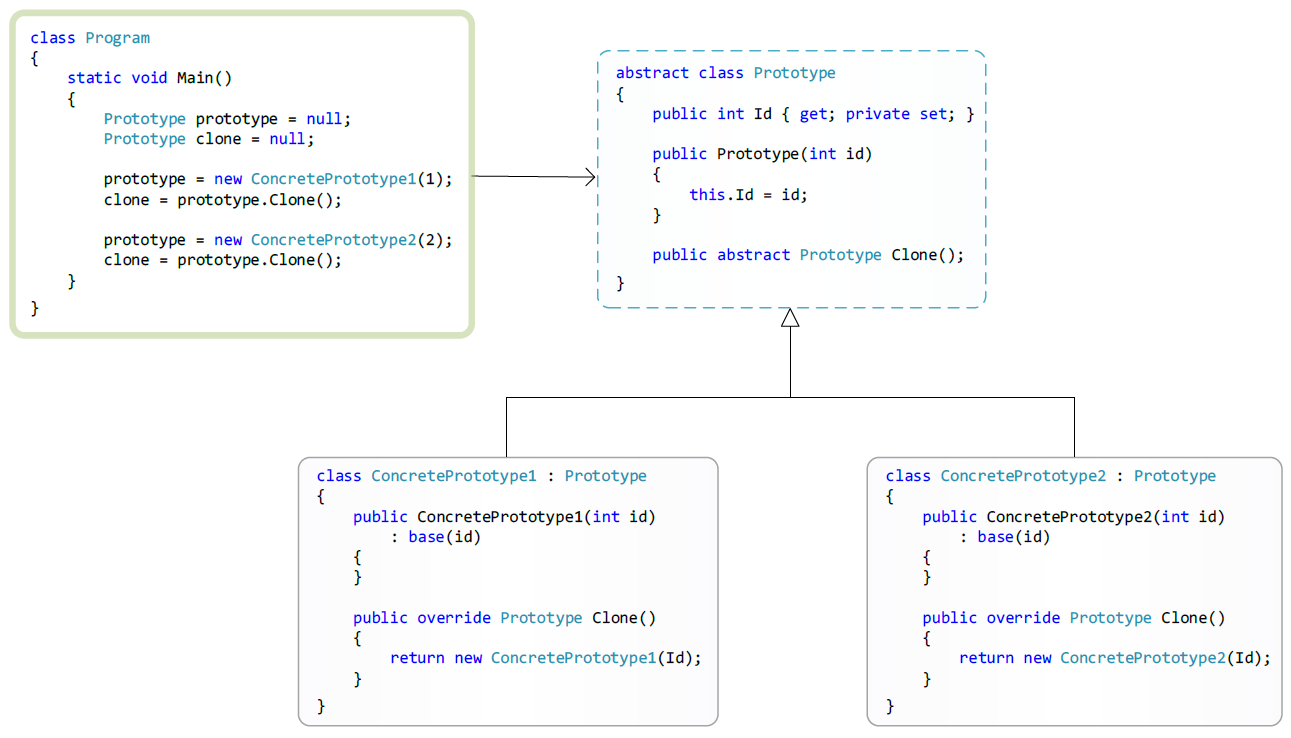 class Program
{
static void Main()
{
Prototype prototype = null;
Prototype clone = null;
prototype = new ConcretePrototype1(1);
clone = prototype.Clone();
prototype = new ConcretePrototype2(2);
clone = prototype.Clone();
}
}
abstract class Prototype
{
public int Id { get; private set; }
public Prototype(int id)
{
this.Id = id;
}
public abstract Prototype Clone();
}
class ConcretePrototype1 : Prototype
{
public ConcretePrototype1(int id)
: base(id)
{
}
public override Prototype Clone()
{
return new ConcretePrototype1(Id);
}
}
class ConcretePrototype2 : Prototype
{
public ConcretePrototype2(int id)
: base(id)
{
}
public override Prototype Clone()
{
return new ConcretePrototype2(Id);
}
}